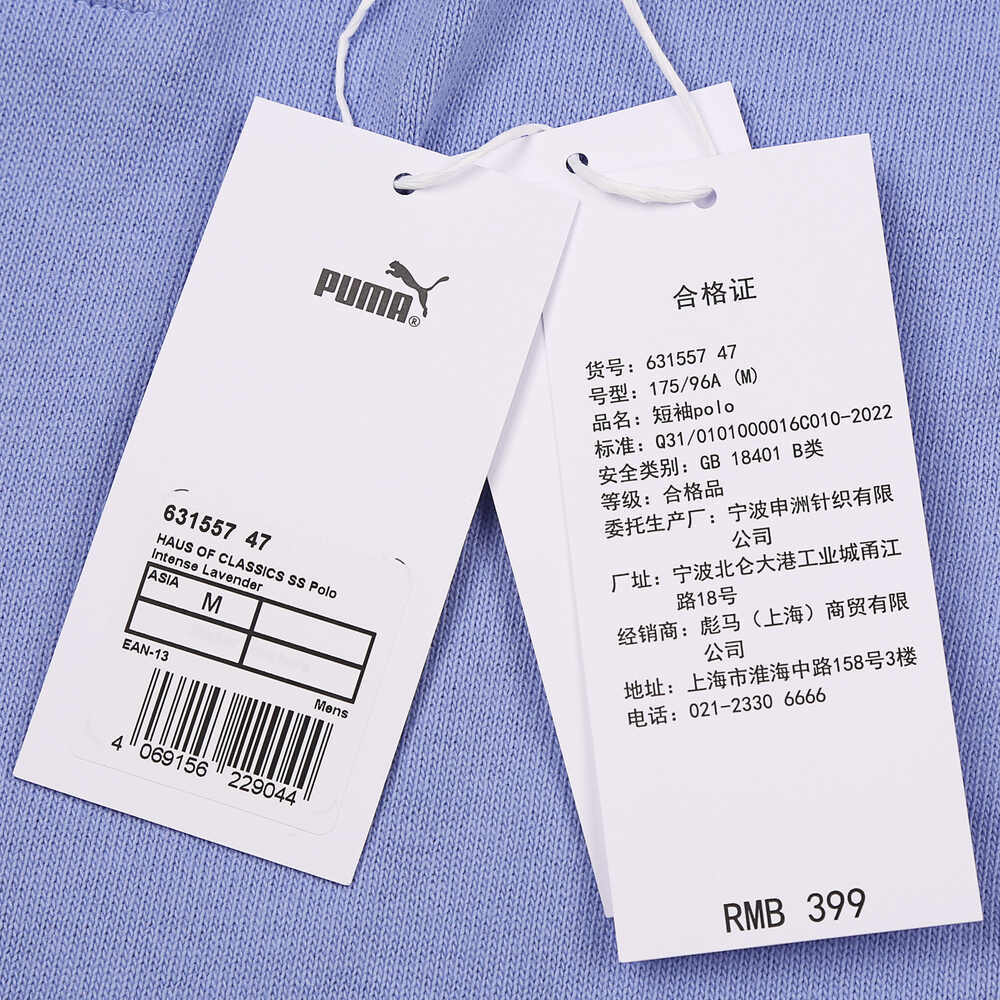 PUMA®
631557 47
HAUS OF CLASSICS SS Polo
Intense Lavender
ASIA
M
EAN-13
Mens
4 069156 229044
合格证
货号：631557 47
号型：175/96A (M)
品名：短袖polo
标准：Q31/0101000016C010-2022
安全类别：GB 18401 B类
等级：合格品
委托生产厂：宁波申洲针织有限
公司
厂址：宁波北仑大港工业城甬江
路18号
经销商：彪马（上海）商贸有限
公司
地址：上海市淮海中路158号3楼
电话：021-2330 6666
RMB 399